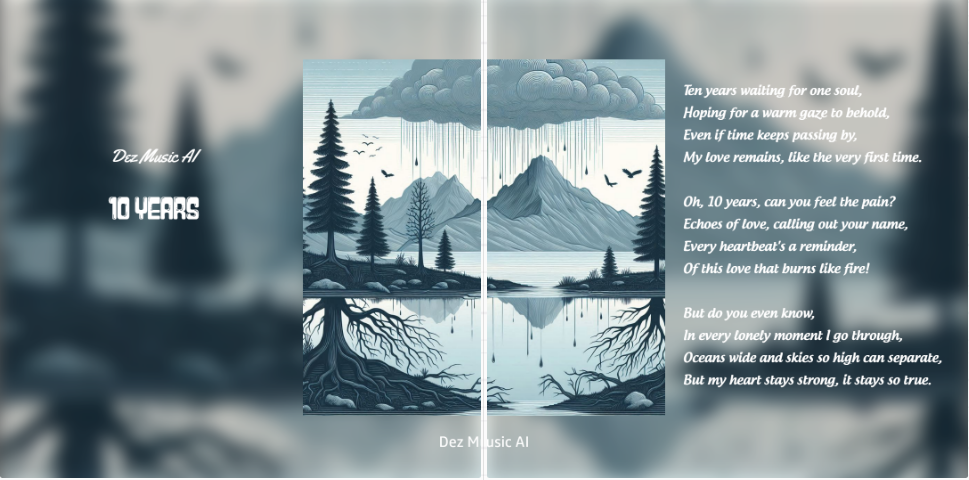 Dez Music AI
10 YEARS
Ten years waiting for one soul,
Hoping for a warm gaze to behold,
Even if time keeps passing by,
My love remains, like the very first time.
Oh, 10 years, can you feel the pain?
Echoes of love, calling out your name,
Every heartbeat's a reminder,
Of this love that burns like fire!
But do you even know,
In every lonely moment I go through,
Oceans wide and skies so high can separate,
But my heart stays strong, it stays so true.
Dez Music AI